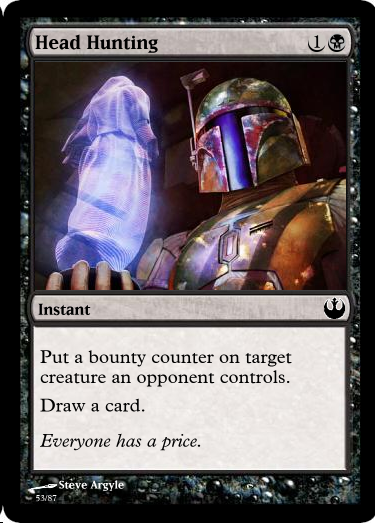 Head Hunting 1
Instant
Put a bounty counter on target
creature an opponent controls.
Draw a card.
Everyone has a price.
Steve Argyle
53/87